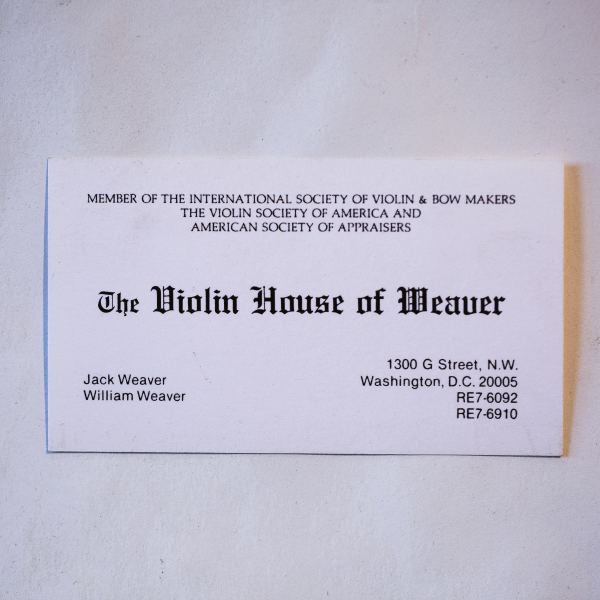 MEMBER OF THE INTERNATIONAL SOCIETY OF VIOLIN & BOW MAKERS
THE VIOLIN SOCIETY OF AMERICA AND
AMERICAN SOCIETY OF APPRAISERS
The Violin House of Weaver
Jack Weaver
William Weaver
1300 G Street, N.W.
Washington, D.C. 20005
RE7-6092
RE7-6910